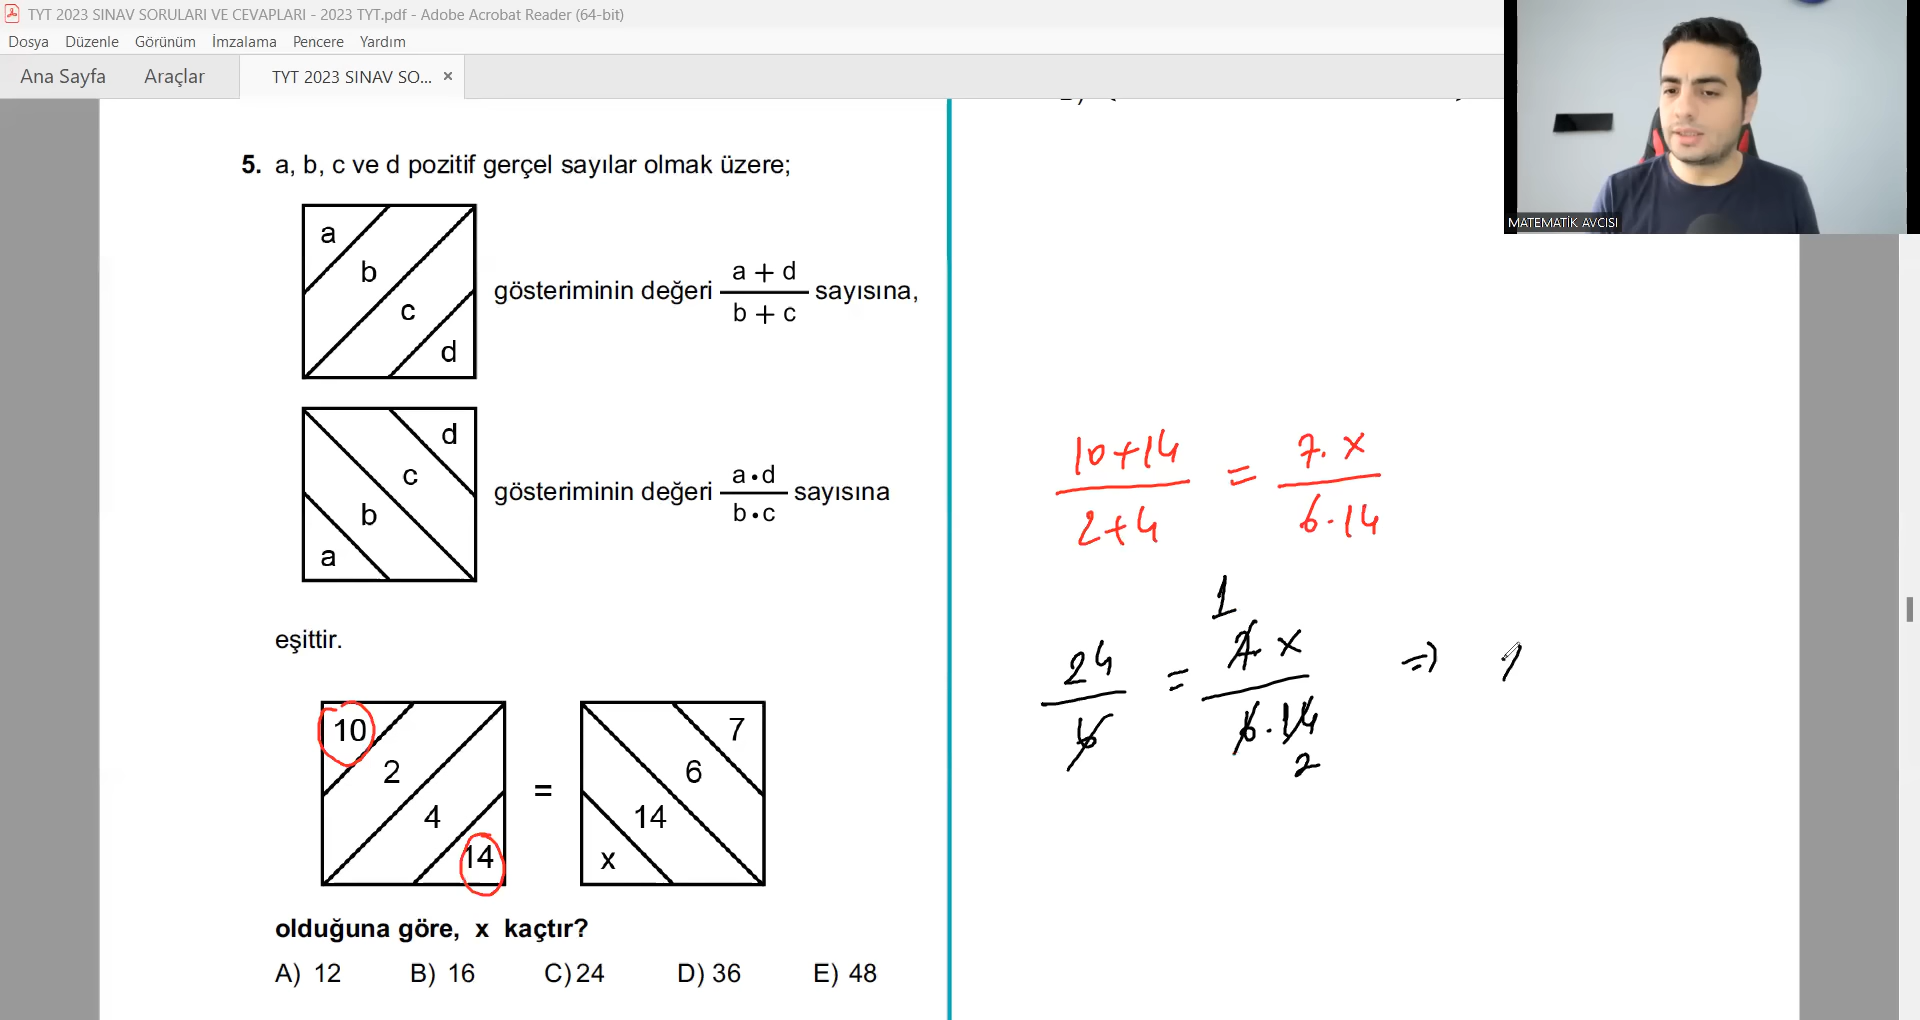 TYT 2023 SINAV SORULARI VE CEVAPLARI - 2023 TYT.pdf - Adobe Acrobat Reader (64-bit)
Dosya Düzenle Görünüm İmzalama Pencere Yardım
Ana Sayfa Araçlar TYT 2023 SINAV SO... ×
MATEMATİK AVCISI
5. a, b, c ve d pozitif gerçel sayılar olmak üzere;
a
b
c
d
gösteriminin değeri
a + d
b + c
sayısına,
d
c
b
a
gösteriminin değeri
a • d
b • c
sayısına
eşittir.
10
2
4
14
=
7
6
14
x
olduğuna göre, x kaçtır?
A) 12 B) 16 C) 24 D) 36 E) 48
10+14 = 7. x
2+4 6.14
1
24 = 7. x ⇒
6 6.14
2